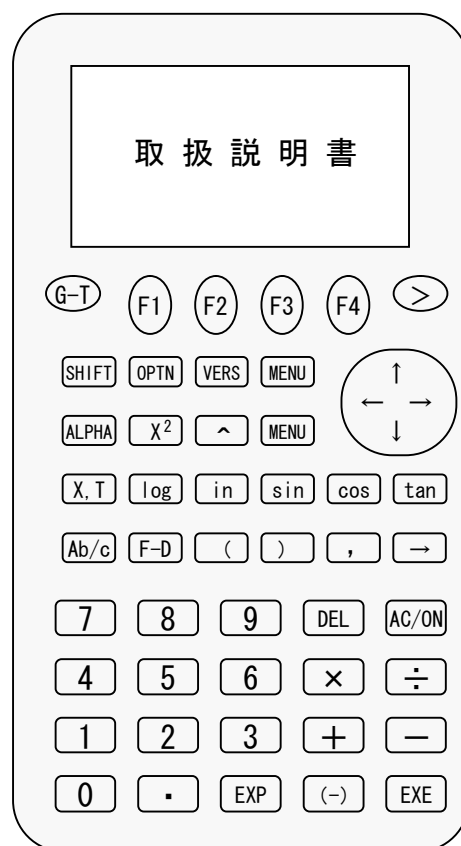 取扱説明書
G-T F1 F2 F3 F4 >
SHIFT OPTN VERS MENU ↑
← →
ALPHA X² ^ MENU ↓
X,T log in sin cos tan
Ab/c F-D ( ) , →
7 8 9 DEL AC/ON
4 5 6 × ÷
1 2 3 + −
0 . EXP (-) EXE